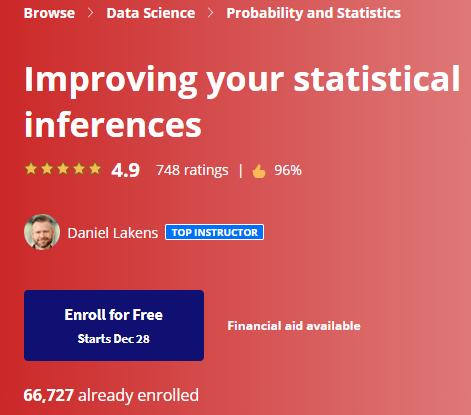 Browse > Data Science > Probability and Statistics
Improving your statistical
inferences
4.9 748 ratings | 96%
Daniel Lakens TOP INSTRUCTOR
Enroll for Free
Starts Dec 28
Financial aid available
66,727 already enrolled